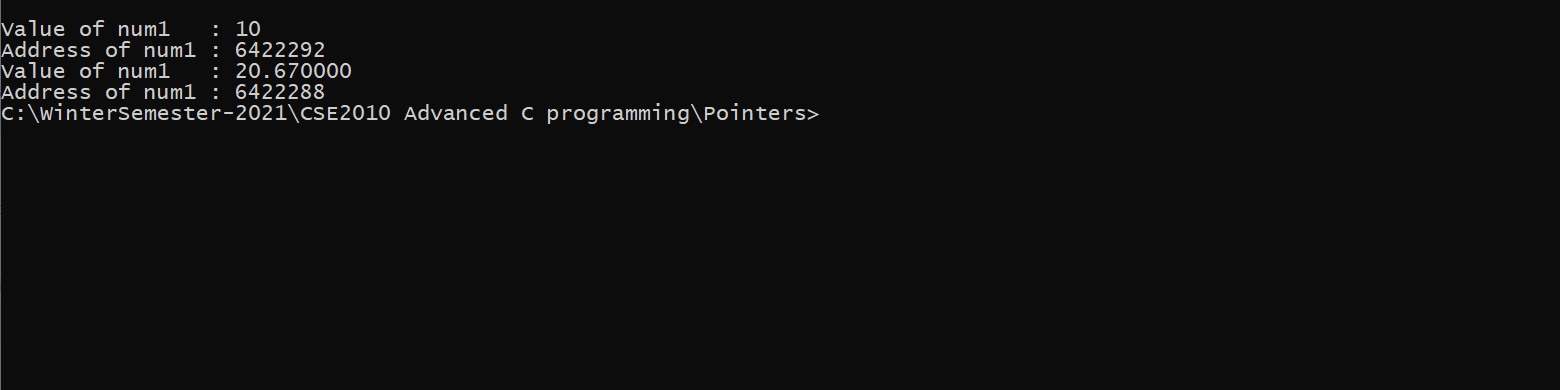 Value of num1   : 10
Address of num1 : 6422292
Value of num1   : 20.670000
Address of num1 : 6422288
C:\WinterSemester-2021\CSE2010 Advanced C programming\Pointers>